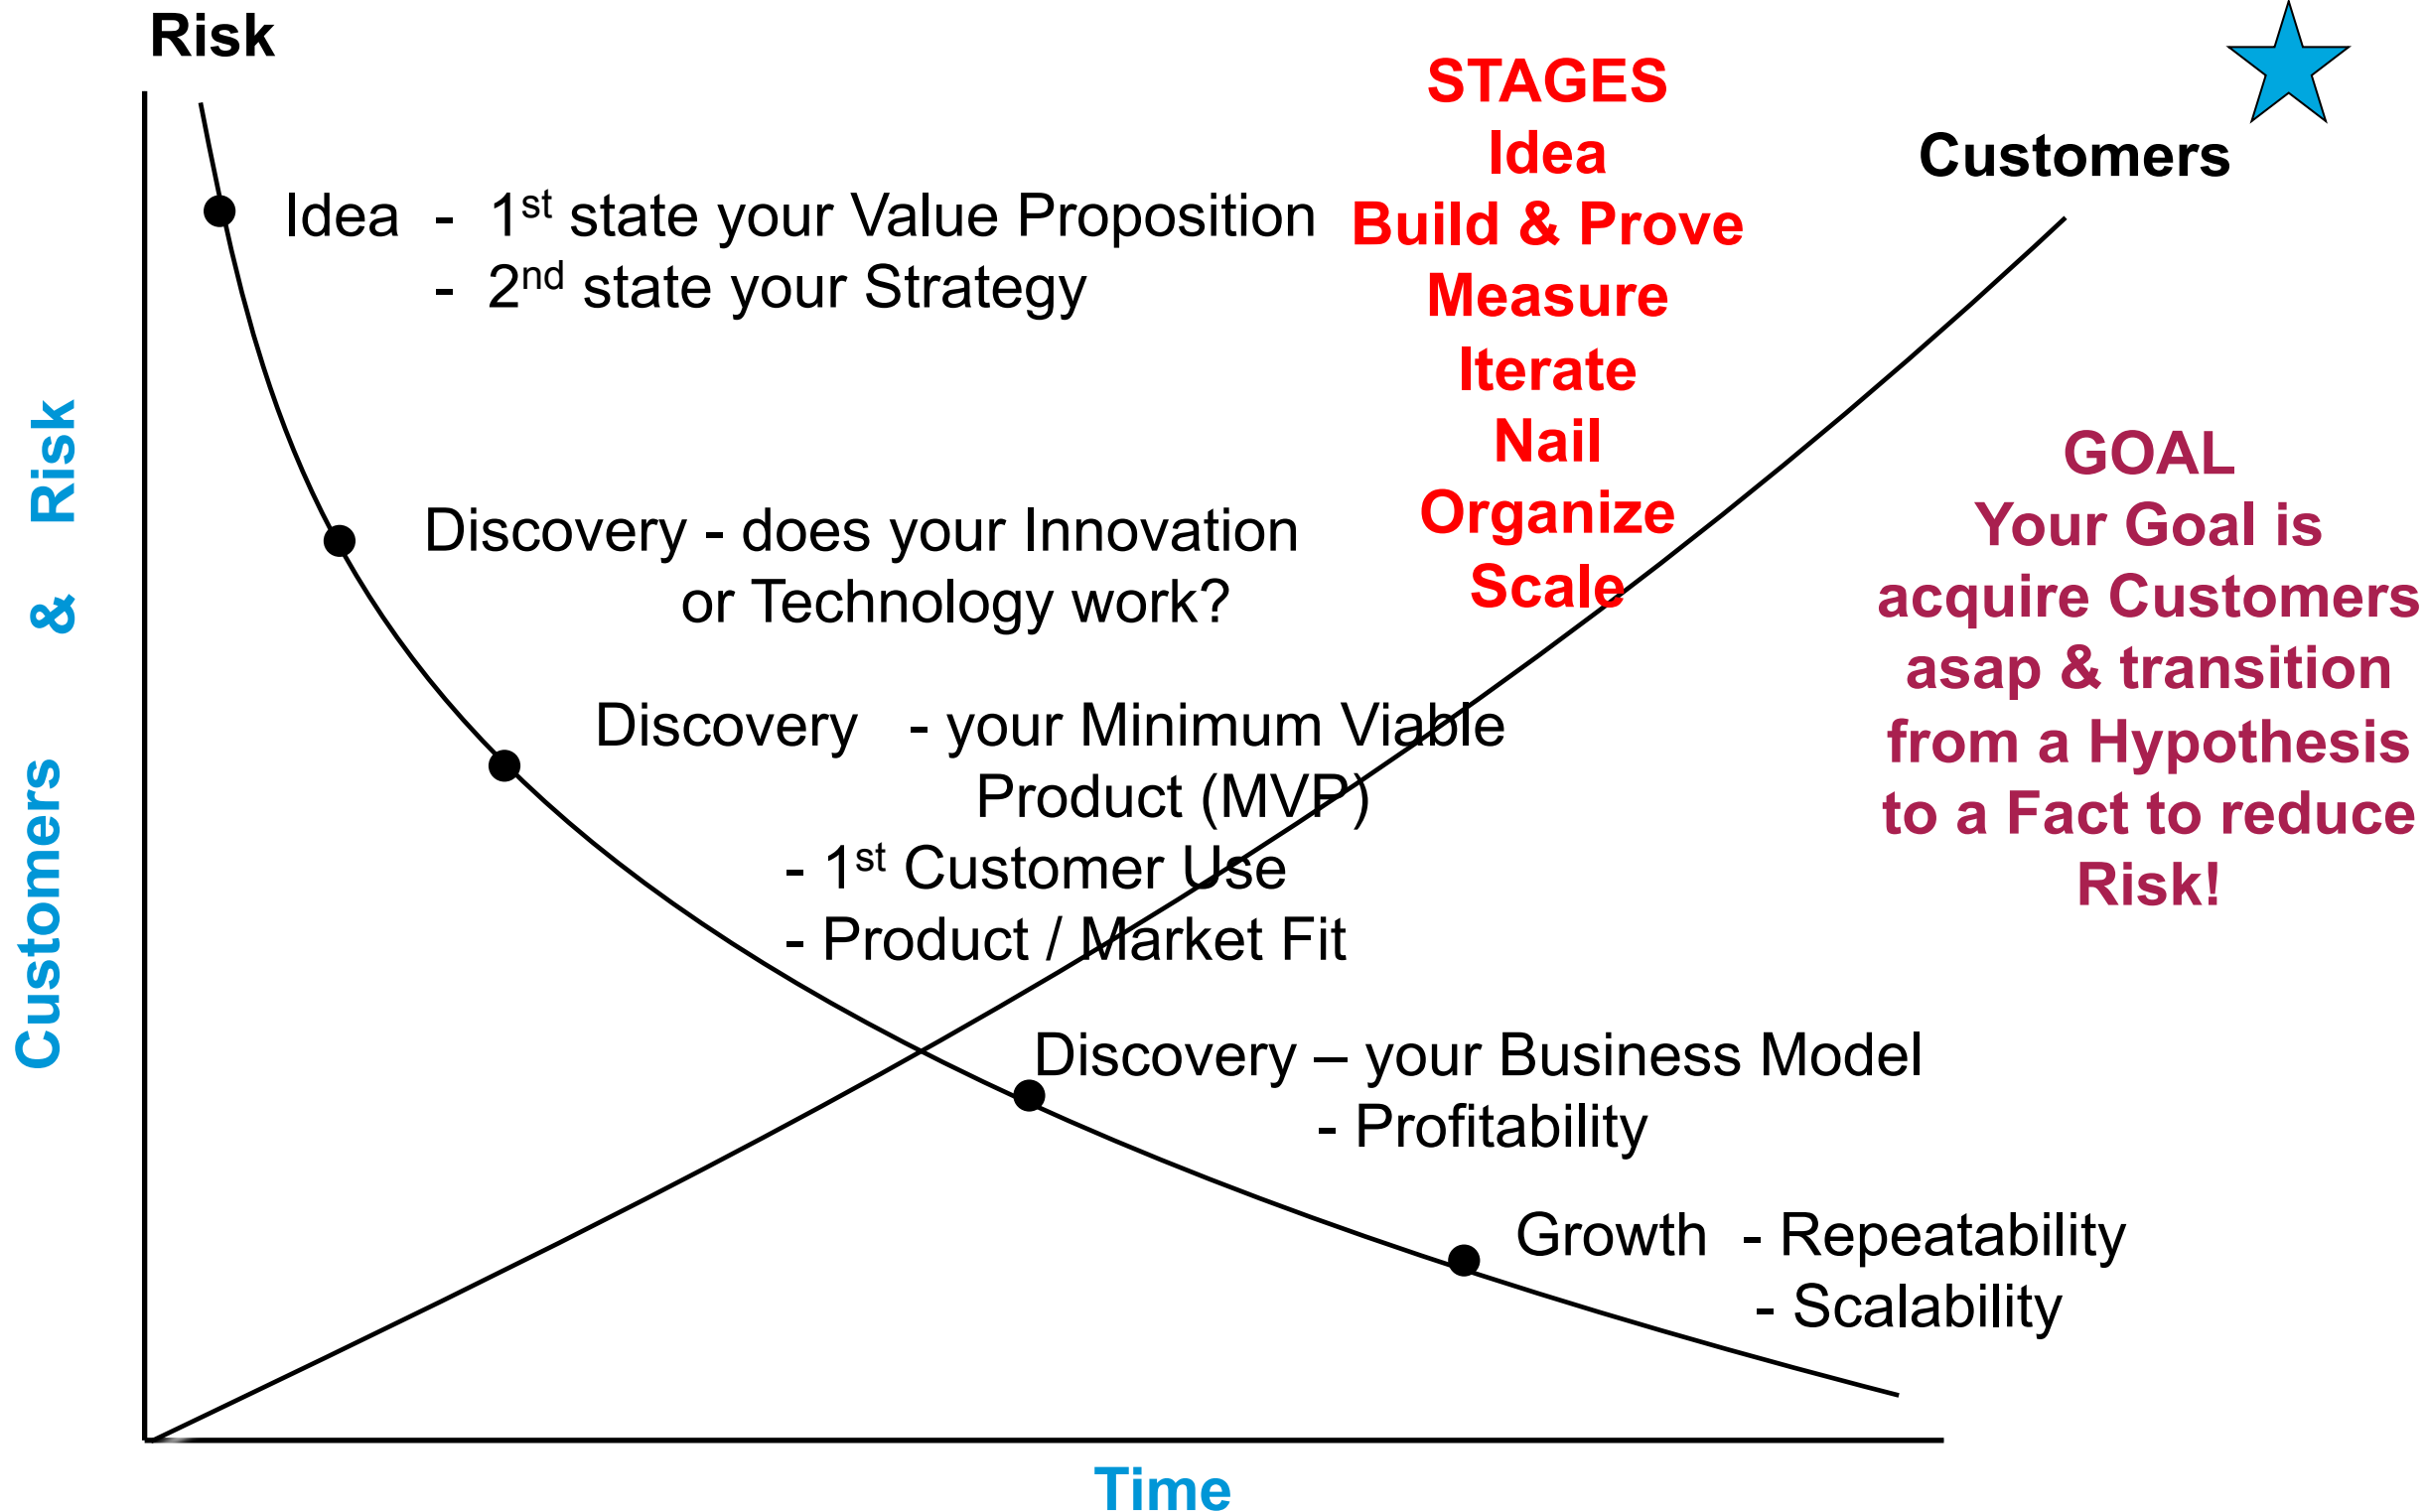 Risk
STAGES
Idea
Build & Prove
Measure
Iterate
Nail
Organize
Scale
Customers
Idea - 1st state your Value Proposition
- 2nd state your Strategy
Discovery - does your Innovation
or Technology work?
Discovery - your Minimum Viable
Product (MVP)
- 1st Customer Use
- Product / Market Fit
Discovery – your Business Model
- Profitability
Growth - Repeatability
- Scalability
GOAL
Your Goal is
acquire Customers
asap & transition
from a Hypothesis
to a Fact to reduce
Risk!
Customers & Risk
Time